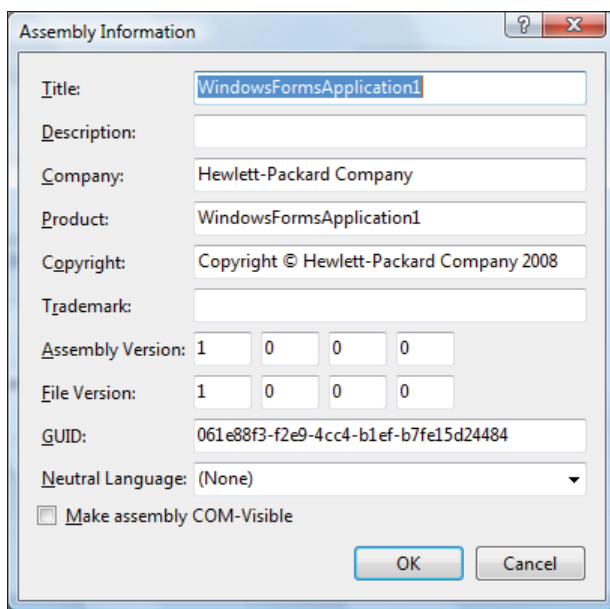 Assembly Information
Title: WindowsFormsApplication1
Description:
Company: Hewlett-Packard Company
Product: WindowsFormsApplication1
Copyright: Copyright © Hewlett-Packard Company 2008
Trademark:
Assembly Version: 1 0 0 0
File Version: 1 0 0 0
GUID: 061e88f3-f2e9-4cc4-b1ef-b7fe15d24484
Neutral Language: (None)
Make assembly COM-Visible
OK Cancel